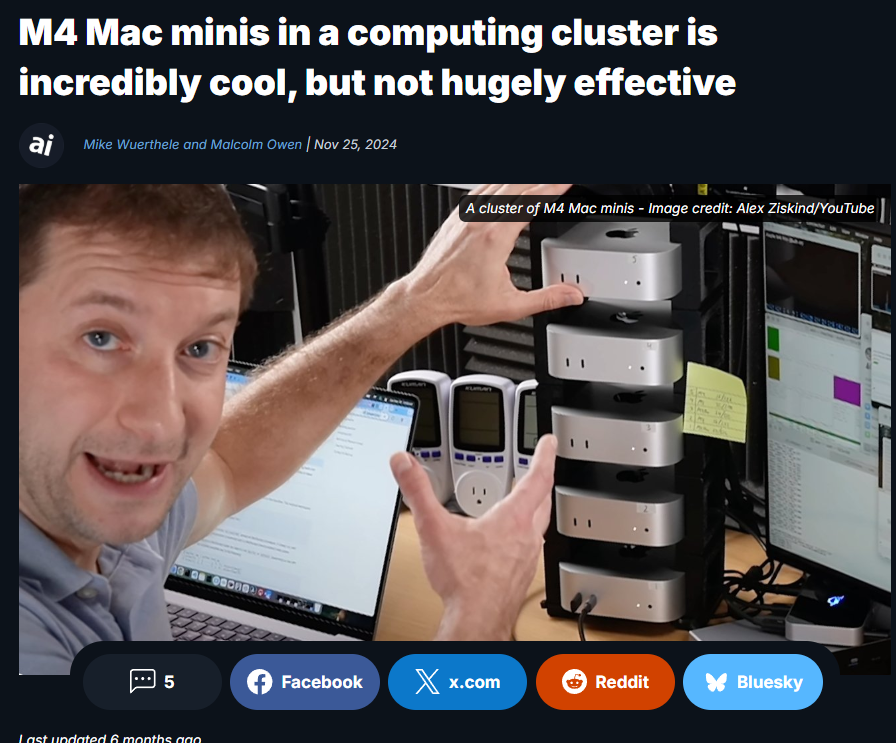 M4 Mac minis in a computing cluster is
incredibly cool, but not hugely effective
ai
Mike Wuerthele and Malcolm Owen | Nov 25, 2024
A cluster of M4 Mac minis - Image credit: Alex Ziskind/YouTube
5
2
5
Facebook
x.com
Reddit
Bluesky
Last updated 6 months ago